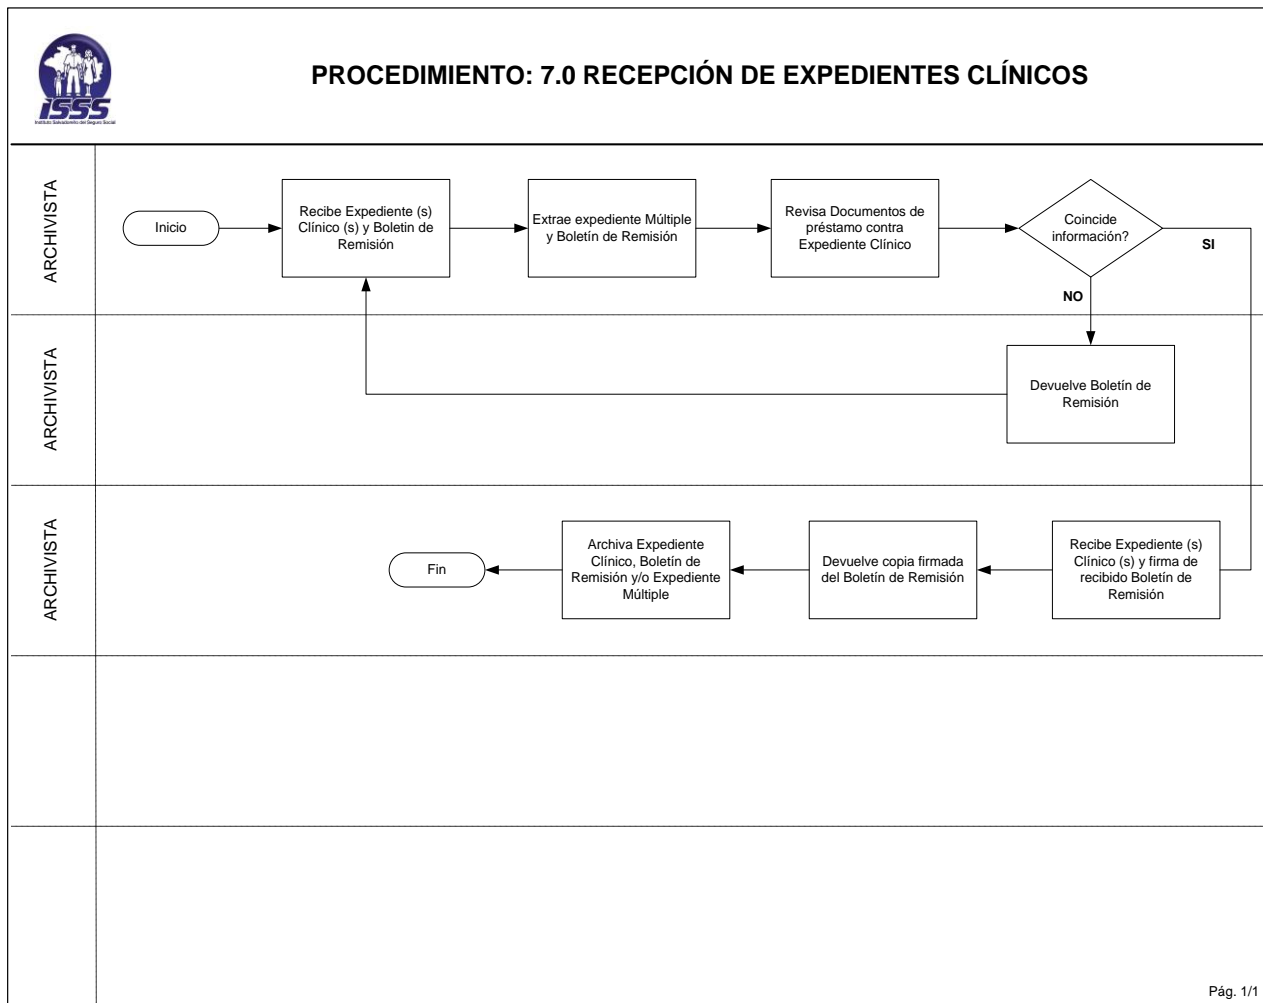 PROCEDIMIENTO: 7.0 RECEPCIÓN DE EXPEDIENTES CLÍNICOS
ISSS
Instituto Salvadoreño del Seguro Social
ARCHIVISTA
Inicio
Recibe Expediente (s)
Clínico (s) y Boletin de
Remisión
Extrae expediente Múltiple
y Boletín de Remisión
Revisa Documentos de
préstamo contra
Expediente Clínico
Coincide
información?
SI
NO
ARCHIVISTA
Devuelve Boletín de
Remisión
ARCHIVISTA
Fin
Archiva Expediente
Clínico, Boletín de
Remisión y/o Expediente
Múltiple
Devuelve copia firmada
del Boletín de Remisión
Recibe Expediente (s)
Clínico (s) y firma de
recibido Boletín de
Remisión
Pág. 1/1